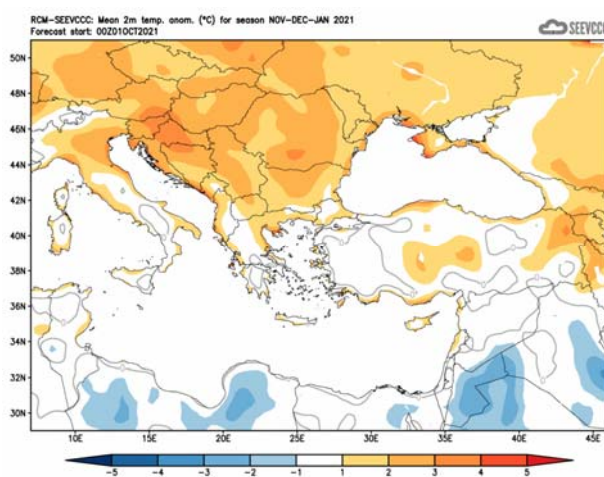 RCM-SEEVCCC: Mean 2m temp. anom. (°C) for season NOV-DEC-JAN 2021
Forecast start: 00Z01OCT2021
SEEVCCC
50N
48N
46N
44N
42N
40N
38N
36N
34N
32N
30N
10E 15E 20E 25E 30E 35E 40E 45E
-5 -4 -3 -2 -1 1 2 3 4 5